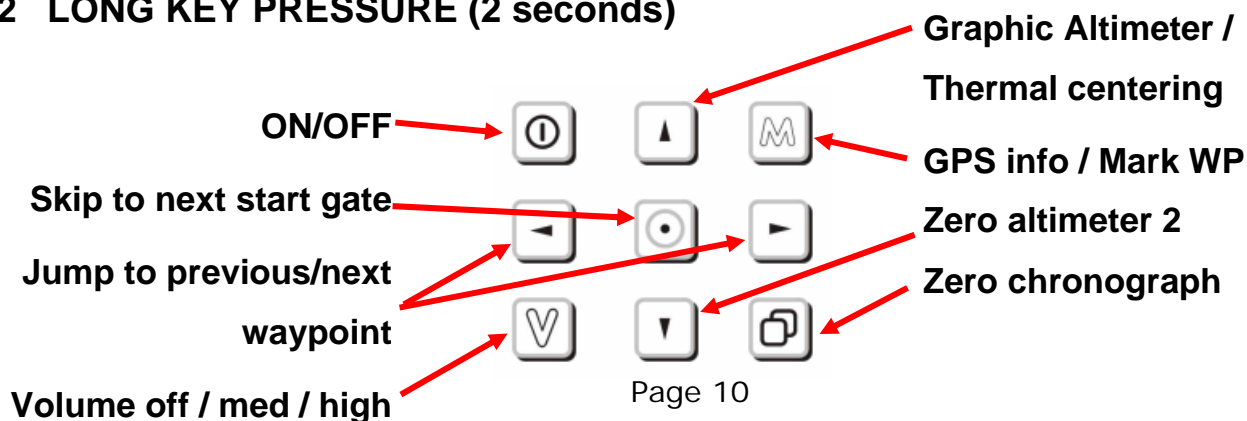 2 LONG KEY PRESSURE (2 seconds)
Graphic Altimeter /
Thermal centering
ON/OFF
M
GPS info / Mark WP
Skip to next start gate
Zero altimeter 2
Jump to previous/next
waypoint
Zero chronograph
V
Volume off / med / high
Page 10